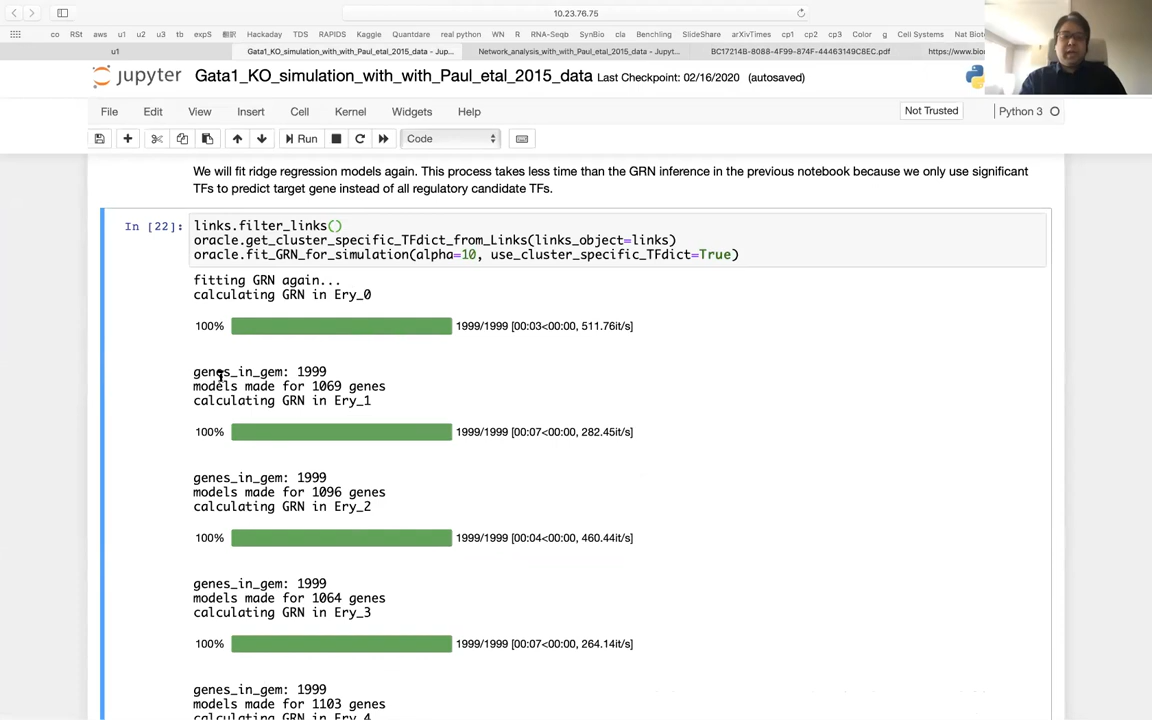 10.23.76.75
co RSt aws u1 u2 u3 tb expS 翻訳 Hackaday TDS RAPIDS Kaggle Quantdare real python WN R RNA-Seqb SynBio cla Benchling SlideShare arXivTimes cp1 cp2 cp3 Color g Cell Systems Nat Biot
u1 Gata1_KO_simulation_with_with_Paul_etal_2015_data - Jup... Network_analysis_with_with_Paul_etal_2015_data - Jupyt... BC17214B-8088-4F99-874F-44463149C8EC.pdf https://www.bior
jupyter Gata1_KO_simulation_with_with_Paul_etal_2015_data Last Checkpoint: 02/16/2020 (autosaved)
File Edit View Insert Cell Kernel Widgets Help Not Trusted Python 3
Run Code
We will fit ridge regression models again. This process takes less time than the GRN inference in the previous notebook because we only use significant
TFs to predict target gene instead of all regulatory candidate TFs.
In [22]: links.filter_links()
oracle.get_cluster_specific_TFdict_from_Links(links_object=links)
oracle.fit_GRN_for_simulation(alpha=10, use_cluster_specific_TFdict=True)
fitting GRN again...
calculating GRN in Ery_0
100% 1999/1999 [00:03<00:00, 511.76it/s]
genes_in_gem: 1999
models made for 1069 genes
calculating GRN in Ery_1
100% 1999/1999 [00:07<00:00, 282.45it/s]
genes_in_gem: 1999
models made for 1096 genes
calculating GRN in Ery_2
100% 1999/1999 [00:04<00:00, 460.44it/s]
genes_in_gem: 1999
models made for 1064 genes
calculating GRN in Ery_3
100% 1999/1999 [00:07<00:00, 264.14it/s]
genes_in_gem: 1999
models made for 1103 genes
calculating GRN in Ery_4